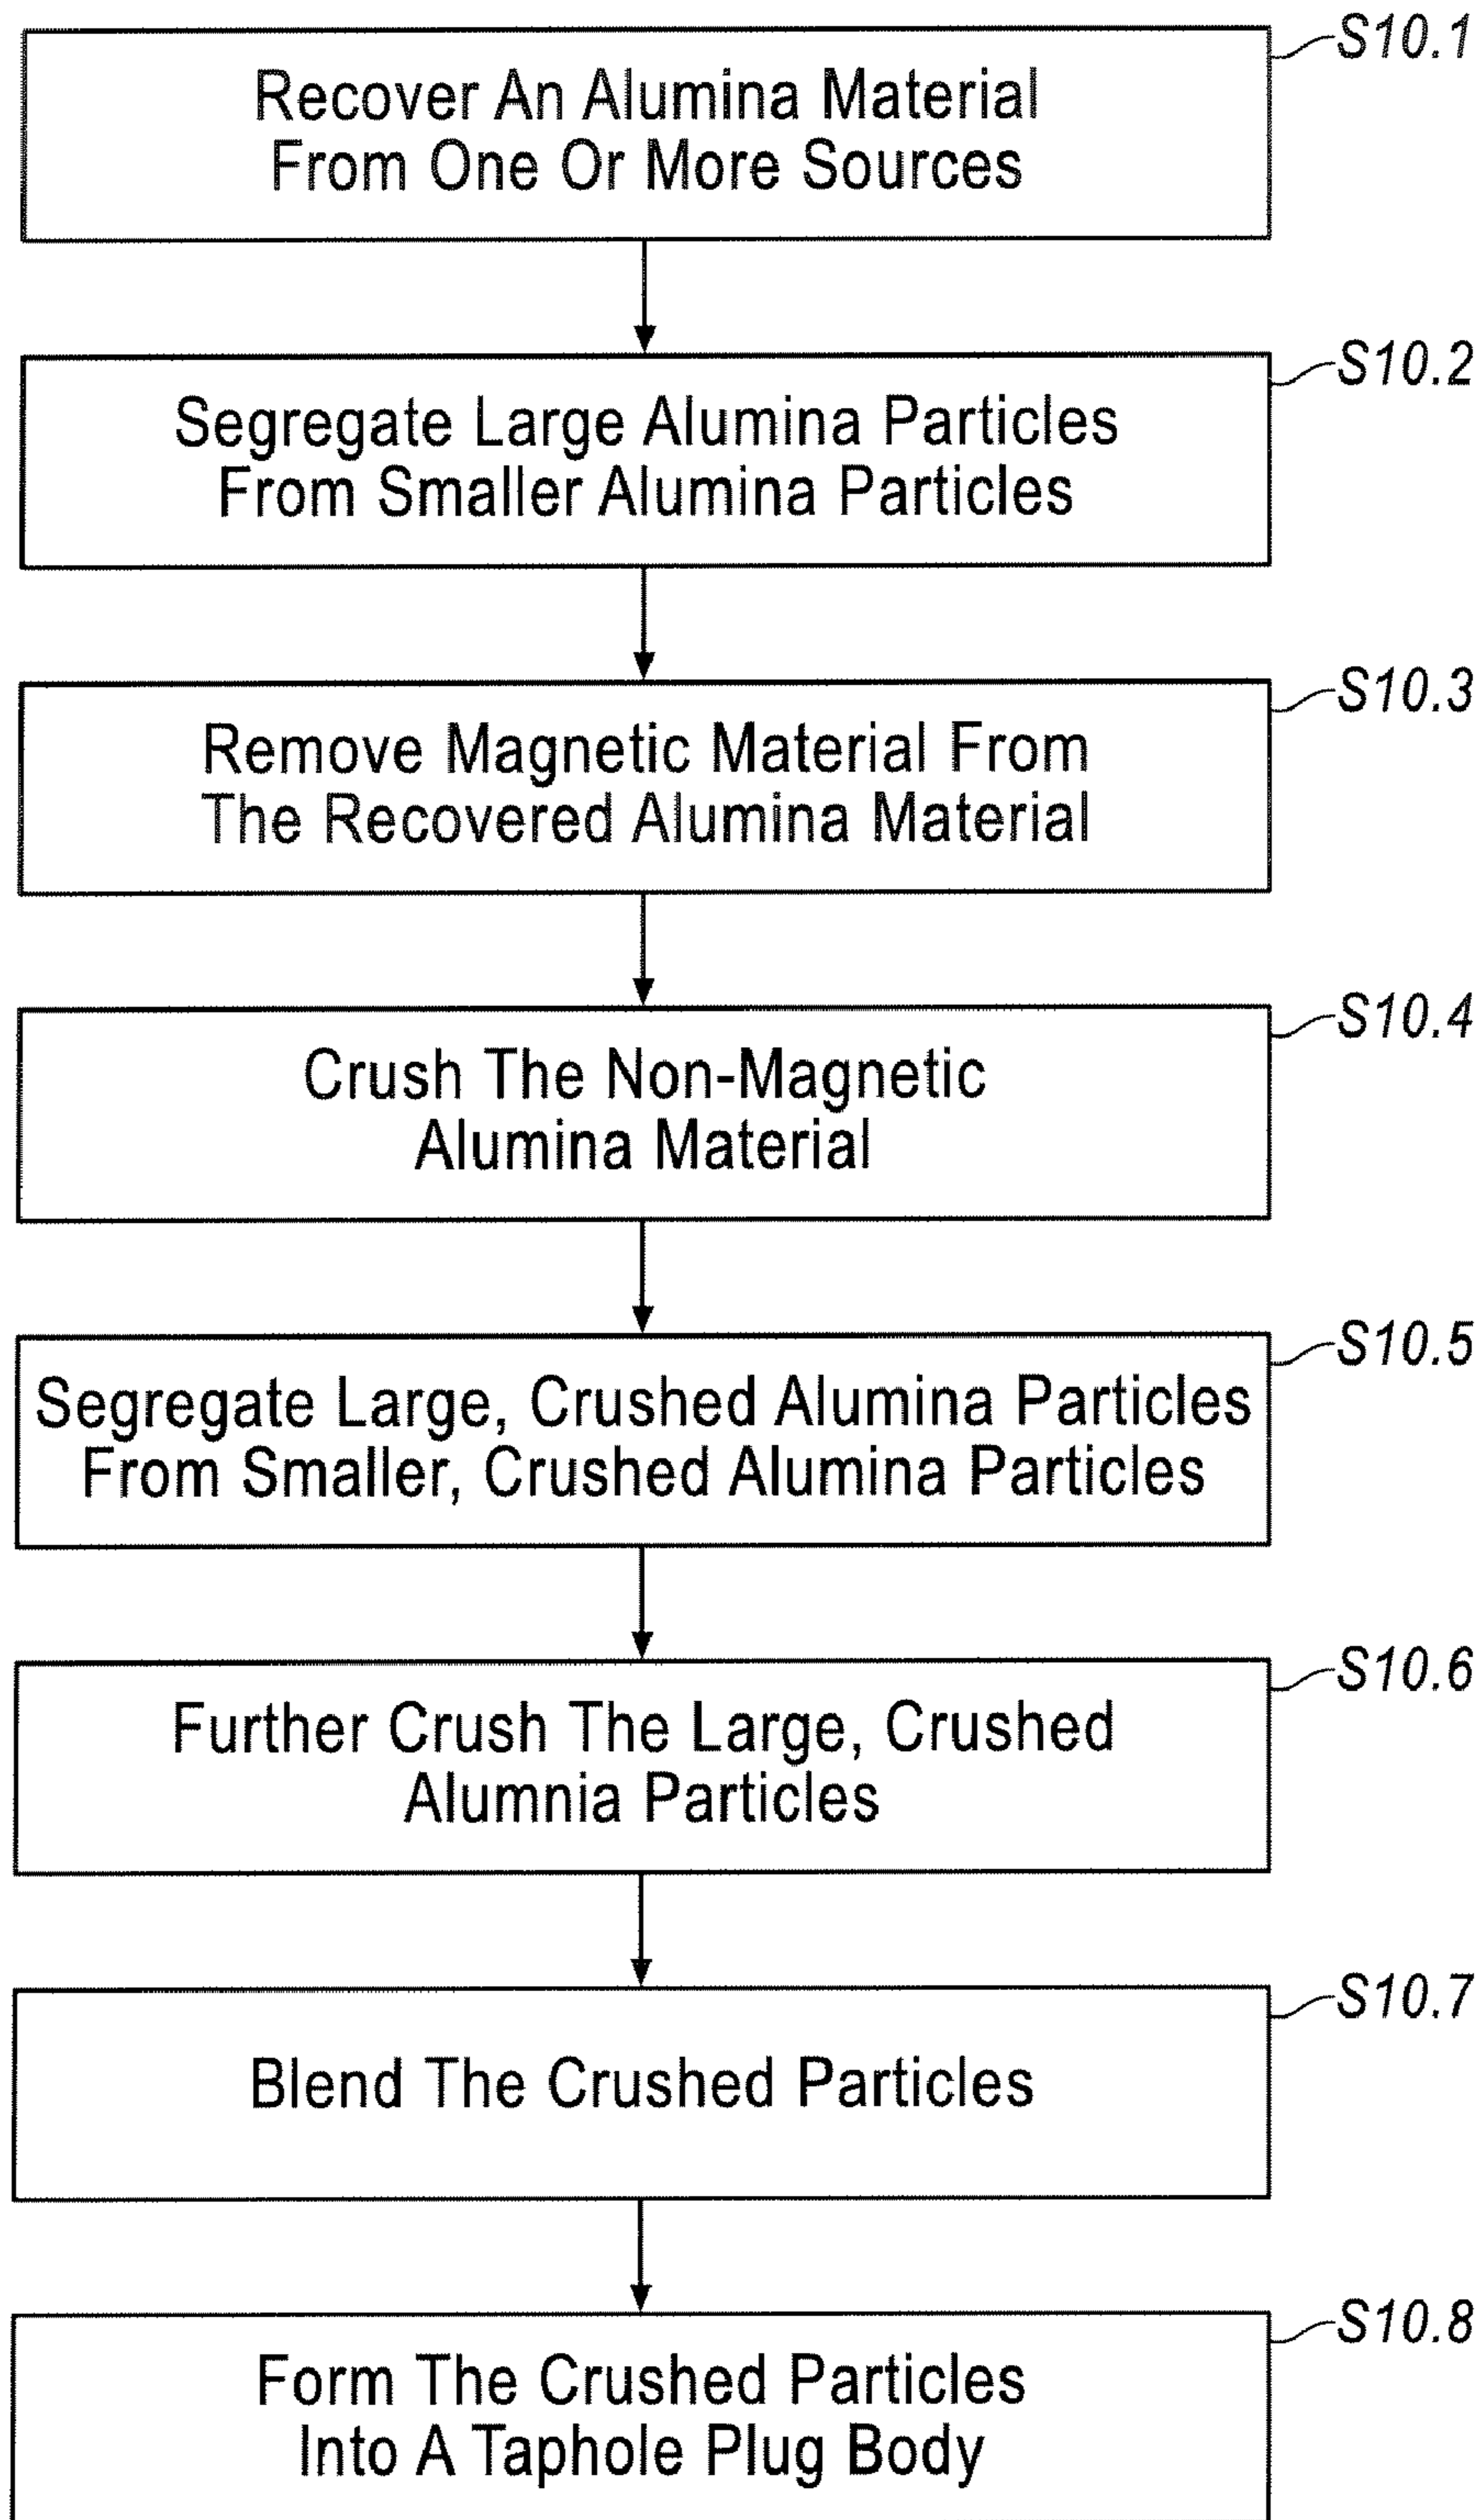 S10.1
Recover An Alumina Material
From One Or More Sources
S10.2
Segregate Large Alumina Particles
From Smaller Alumina Particles
S10.3
Remove Magnetic Material From
The Recovered Alumina Material
S10.4
Crush The Non-Magnetic
Alumina Material
S10.5
Segregate Large, Crushed Alumina Particles
From Smaller, Crushed Alumina Particles
S10.6
Further Crush The Large, Crushed
Alumnia Particles
S10.7
Blend The Crushed Particles
S10.8
Form The Crushed Particles
Into A Taphole Plug Body